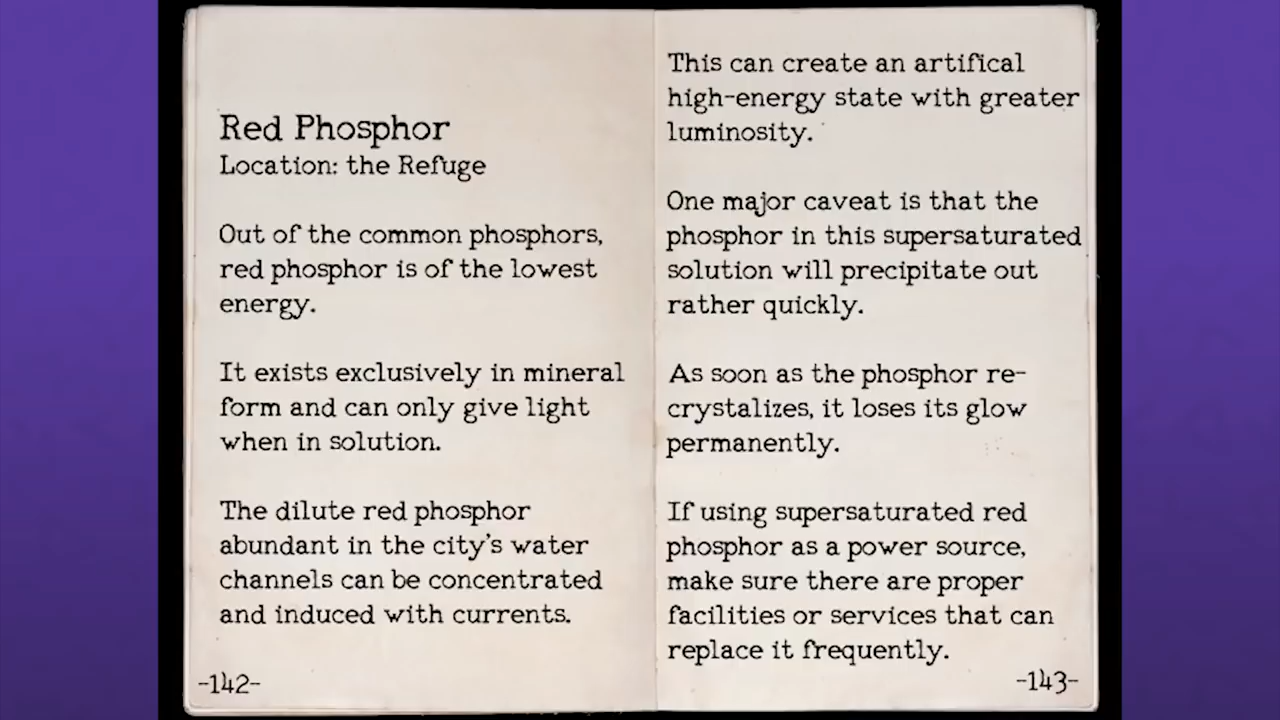 Red Phosphor
Location: the Refuge
Out of the common phosphors,
red phosphor is of the lowest
energy.
It exists exclusively in mineral
form and can only give light
when in solution.
The dilute red phosphor
abundant in the city's water
channels can be concentrated
and induced with currents.
-142-
This can create an artifical
high-energy state with greater
luminosity.
One major caveat is that the
phosphor in this supersaturated
solution will precipitate out
rather quickly.
As soon as the phosphor re-
crystalizes, it loses its glow
permanently.
If using supersaturated red
phosphor as a power source,
make sure there are proper
facilities or services that can
replace it frequently.
-143-